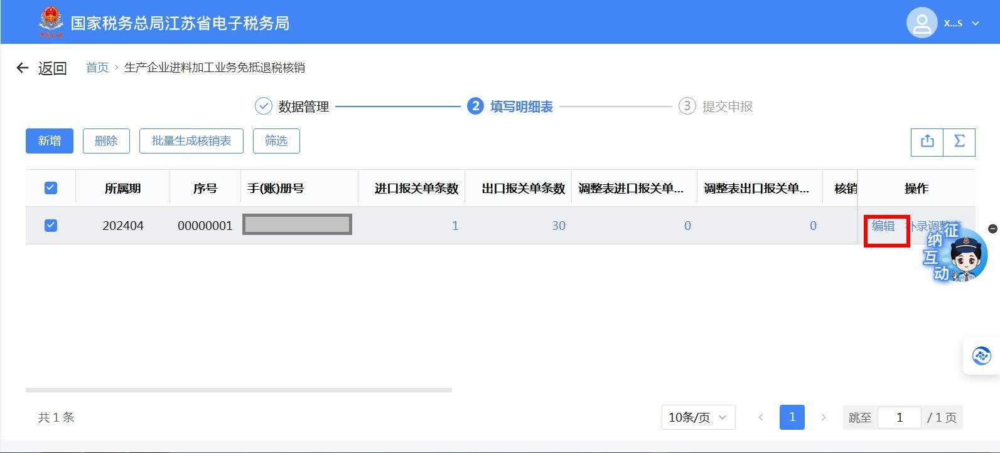 国家税务总局江苏省电子税务局
x...s
返回 首页 > 生产企业进料加工业务免抵退税核销
数据管理 2 填写明细表 3 提交申报
新增 删除 批量生成核销表 筛选 Σ
所属期 序号 手(账)册号 进口报关单条数 出口报关单条数 调整表进口报关单... 调整表出口报关单... 核销 操作
202404 00000001 1 30 0 0 编辑 补录调整表
征
纳
互
动
共 1 条 10条/页 < 1 > 跳至 1 / 1 页